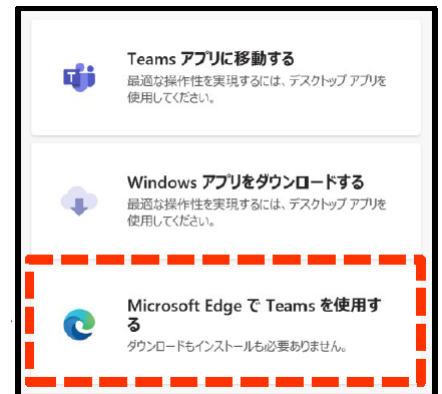 Teams アプリに移動する
最適な操作性を実現するには、デスクトップ アプリを
使用してください。
Windows アプリをダウンロードする
最適な操作性を実現するには、デスクトップ アプリを
使用してください。
Microsoft Edge で Teams を使用す
る
ダウンロードもインストールも必要ありません。